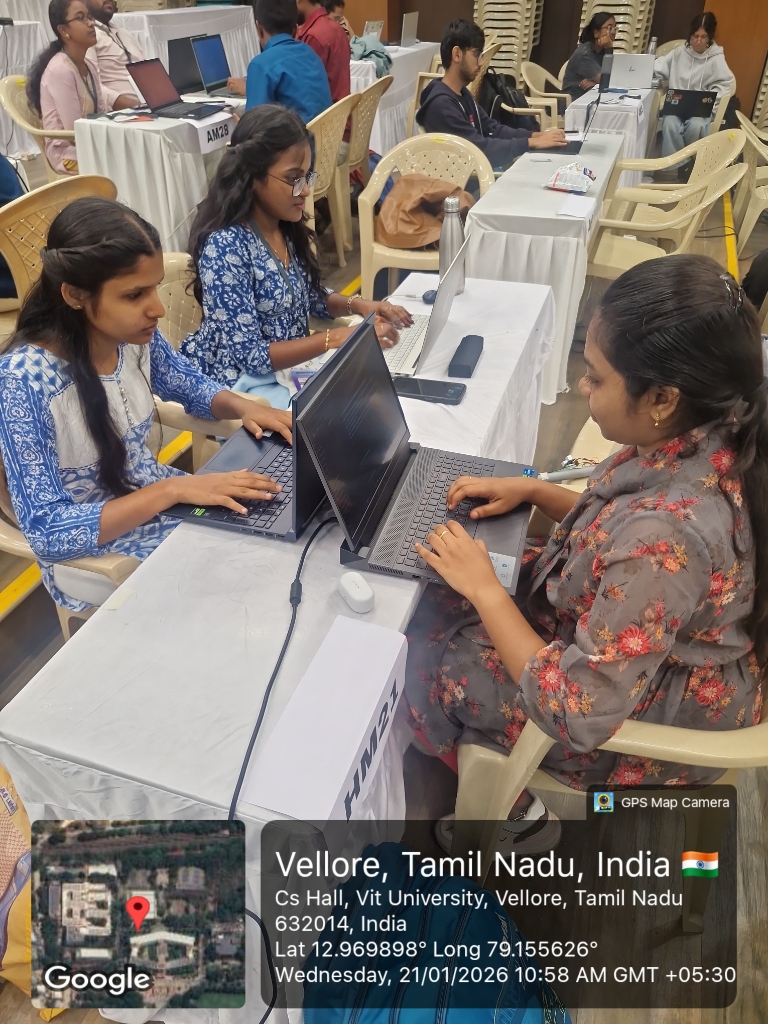 AM28
HM21
GPS Map Camera
Vellore, Tamil Nadu, India
Cs Hall, Vit University, Vellore, Tamil Nadu
632014, India
Lat 12.969898° Long 79.155626°
Wednesday, 21/01/2026 10:58 AM GMT +05:30
Google